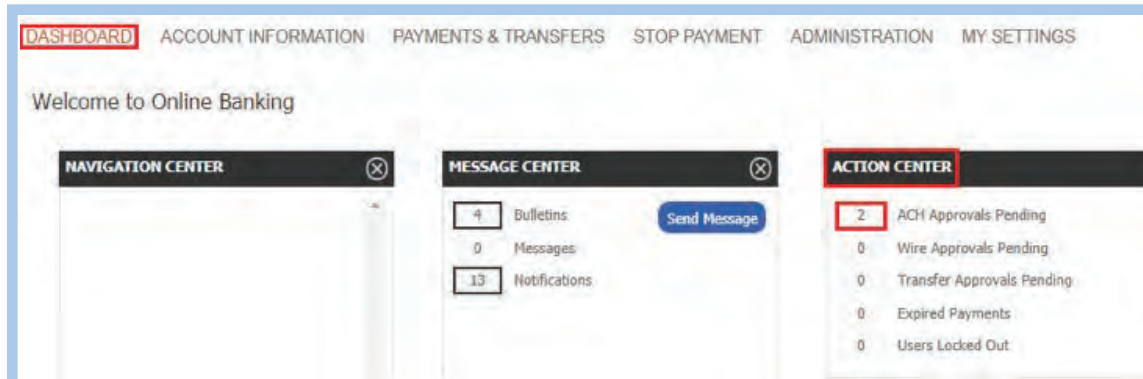 DASHBOARD ACCOUNT INFORMATION PAYMENTS & TRANSFERS STOP PAYMENT ADMINISTRATION MY SETTINGS
Welcome to Online Banking
NAVIGATION CENTER
MESSAGE CENTER
4 Bulletins Send Message
0 Messages
13 Notifications
ACTION CENTER
2 ACH Approvals Pending
0 Wire Approvals Pending
0 Transfer Approvals Pending
0 Expired Payments
0 Users Locked Out